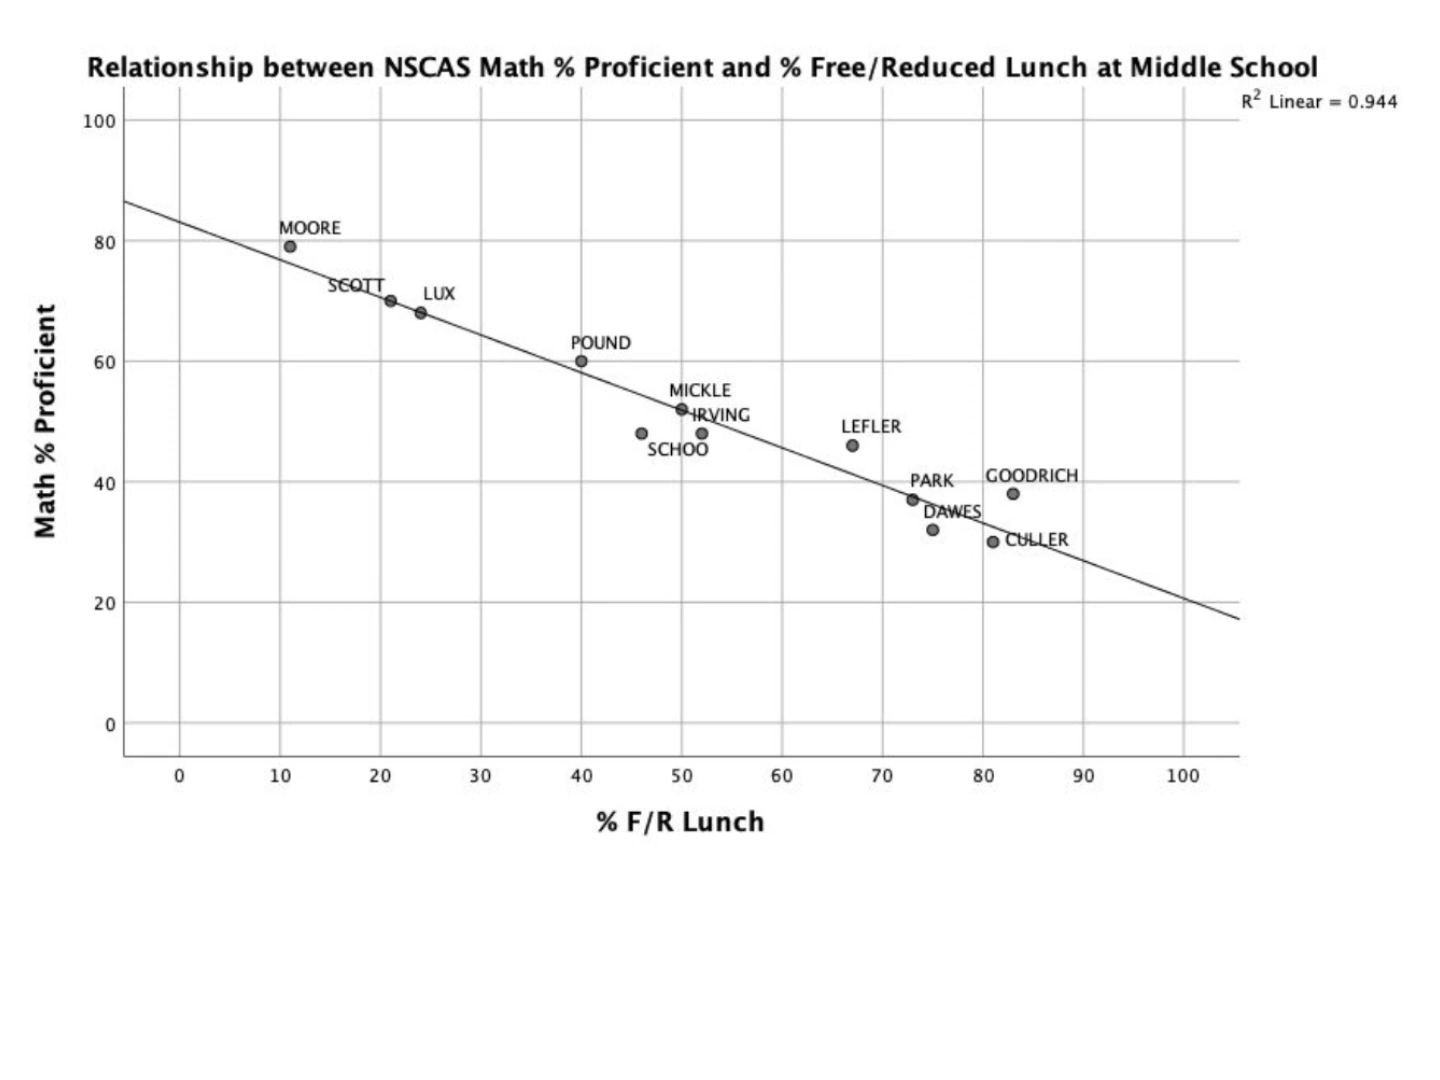 Relationship between NSCAS Math % Proficient and % Free/Reduced Lunch at Middle School
R² Linear = 0.944
100
80
60
40
20
0
Math % Proficient
MOORE
SCOTT
LUX
POUND
MICKLE
IRVING
SCHOO
LEFLER
PARK
GOODRICH
DAWES
CULLER
0 10 20 30 40 50 60 70 80 90 100
% F/R Lunch